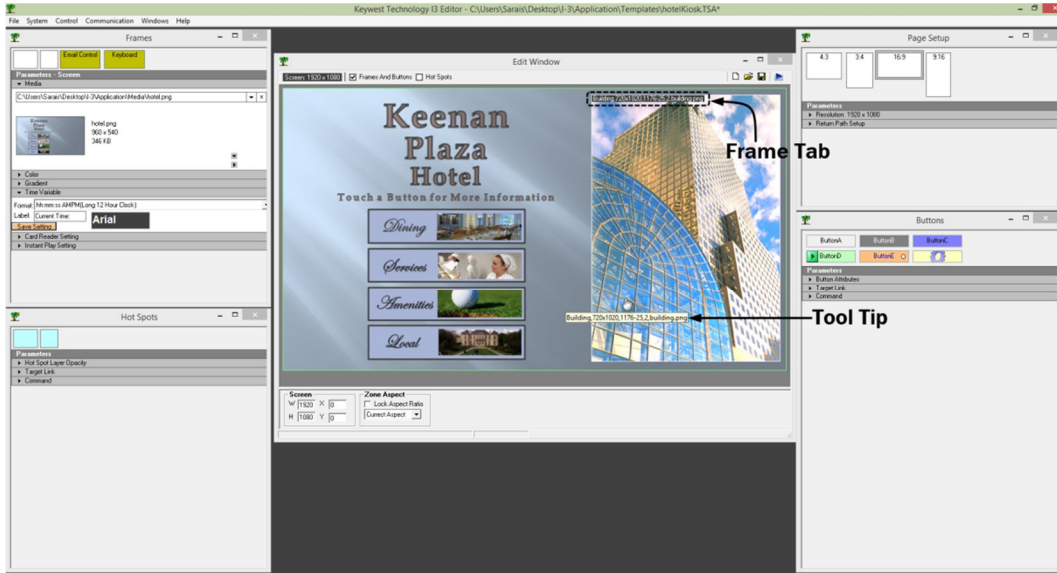 Keywest Technology I3 Editor - C:\Users\Sarais\Desktop\I-3\Application\Templates\hotelKiosk.TSA*
File System Control Communication Windows Help
Frames
Email Control Keyboard
Parameters - Screen
Media
C:\Users\Sarais\Desktop\I-3\Application\Media\hotel.png
hotel.png
960 x 540
346 KB
Color
Gradient
Time Variable
Format hh:mm:ss AMPM(Long 12 Hour Clock)
Label Current Time:
Arial
Save Setting
Card Reader Setting
Instant Play Setting
Hot Spots
Parameters
Hot Spot Layer Opacity
Target Link
Command
Edit Window
Screen: 1920 x 1080 Frames And Buttons Hot Spots
Building,720x1020,1176-25,2,building.png
Frame Tab
Keenan
Plaza
Hotel
Touch a Button for More Information
Dining
Services
Amenities
Local
Building,720x1020,1176-25,2,building.png
Tool Tip
Screen
W 1920 X 0
H 1080 Y 0
Zone Aspect
Lock Aspect Ratio
Current Aspect
Page Setup
4:3 3:4 16:9 9:16
Parameters
Resolution: 1920 x 1080
Return Path Setup
Buttons
ButtonA ButtonB ButtonC
ButtonD ButtonE
Parameters
Button Attributes
Target Link
Command